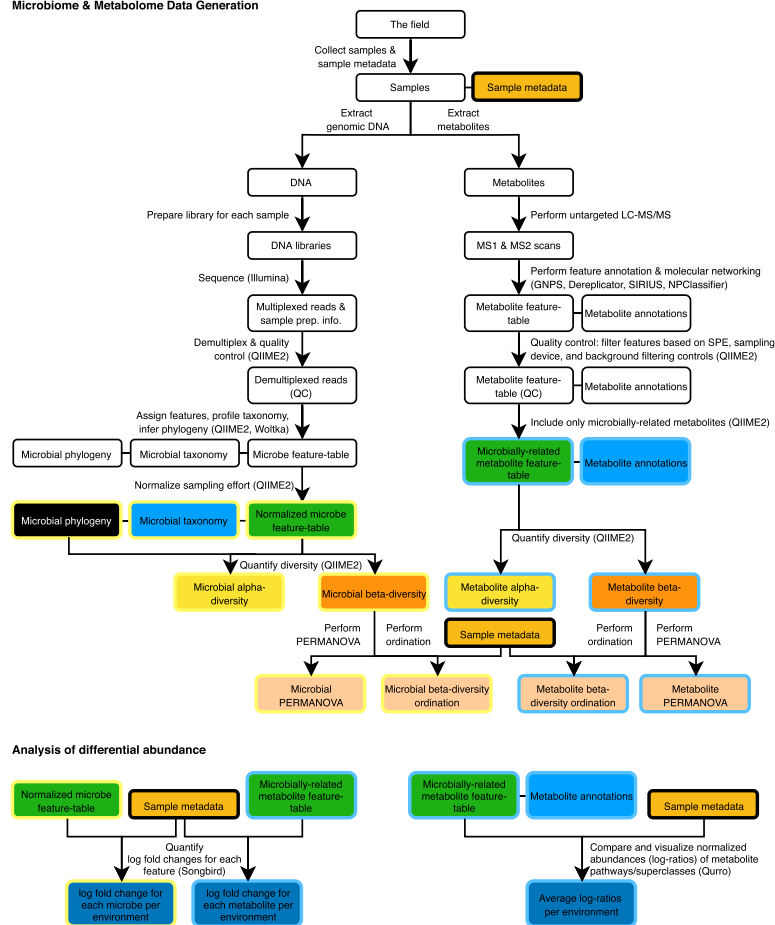 Microbiome & Metabolome Data Generation
The field
Collect samples &
sample metadata
Samples
Sample metadata
Extract
genomic DNA
Extract
metabolites
DNA
Metabolites
Prepare library for each sample
Perform untargeted LC-MS/MS
DNA libraries
MS1 & MS2 scans
Sequence (Illumina)
Perform feature annotation & molecular networking
(GNPS, Dereplicator, SIRIUS, NPClassifier)
Multiplexed reads &
sample prep. info.
Metabolite feature-
table
Metabolite annotations
Demultiplex & quality
control (QIIME2)
Quality control: filter features based on SPE, sampling
device, and background filtering controls (QIIME2)
Demultiplexed reads
(QC)
Metabolite feature-
table (QC)
Metabolite annotations
Assign features, profile taxonomy,
infer phylogeny (QIIME2, Woltka)
Include only microbially-related metabolites (QIIME2)
Microbial phylogeny
Microbial taxonomy
Microbe feature-table
Microbially-related
metabolite feature-
table
Metabolite annotations
Normalize sampling effort (QIIME2)
Microbial phylogeny
Microbial taxonomy
Normalized microbe
feature-table
Quantify diversity (QIIME2)
Quantify diversity (QIIME2)
Microbial alpha-
diversity
Microbial beta-diversity
Metabolite alpha-
diversity
Metabolite beta-
diversity
Perform
PERMANOVA
Perform
ordination
Sample metadata
Perform
ordination
Perform
PERMANOVA
Microbial
PERMANOVA
Microbial beta-diversity
ordination
Metabolite beta-
diversity ordination
Metabolite
PERMANOVA
Analysis of differential abundance
Normalized microbe
feature-table
Sample metadata
Microbially-related
metabolite feature-
table
Microbially-related
metabolite feature-
table
Metabolite annotations
Sample metadata
Quantify
log fold changes for each
feature (Songbird)
Compare and visualize normalized
abundances (log-ratios) of metabolite
pathways/superclasses (Qurro)
log fold change for
each microbe per
environment
log fold change for
each metabolite per
environment
Average log-ratios
per environment